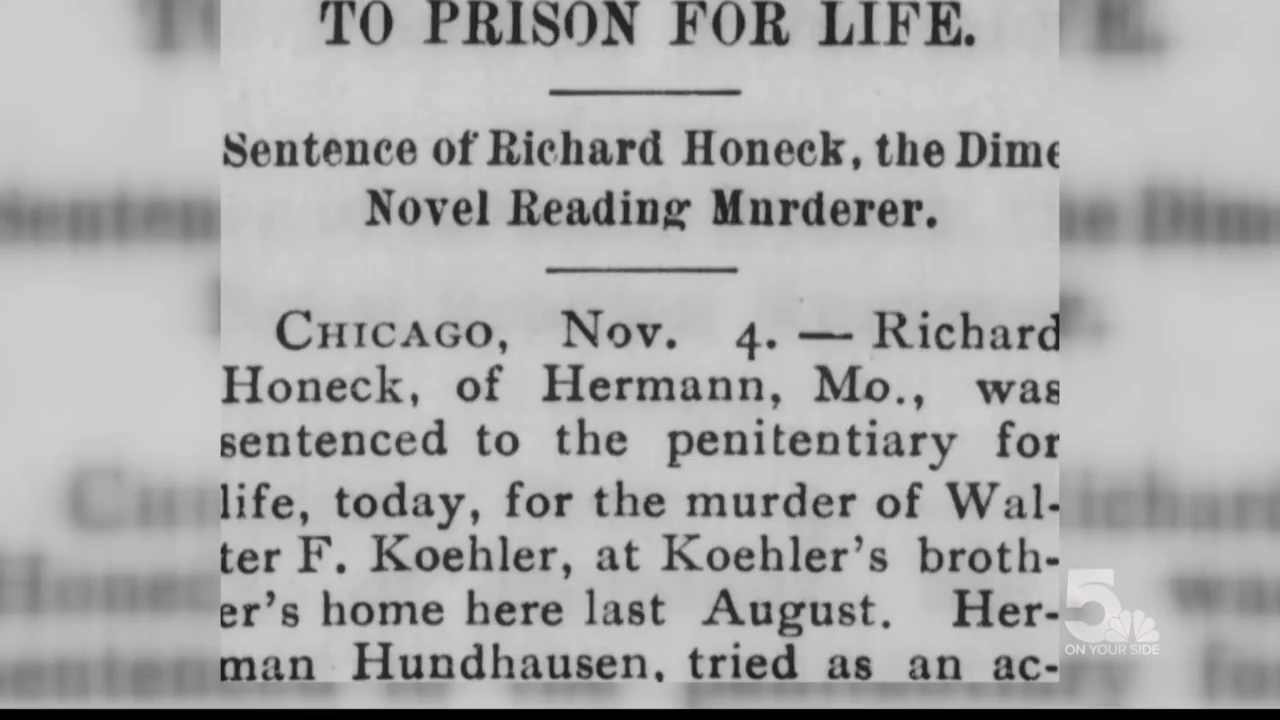 TO PRISON FOR LIFE.
Sentence of Richard Honeck, the Dime
Novel Reading Mnrderer.
CHICAGO, Nov. 4. — Richard
Honeck, of Hermann, Mo., was
sentenced to the penitentiary for
life, today, for the murder of Wal-
ter F. Koehler, at Koehler's broth-
er's home here last August. Her-
man Hundhausen, tried as an ac-
5
ON YOUR SIDE